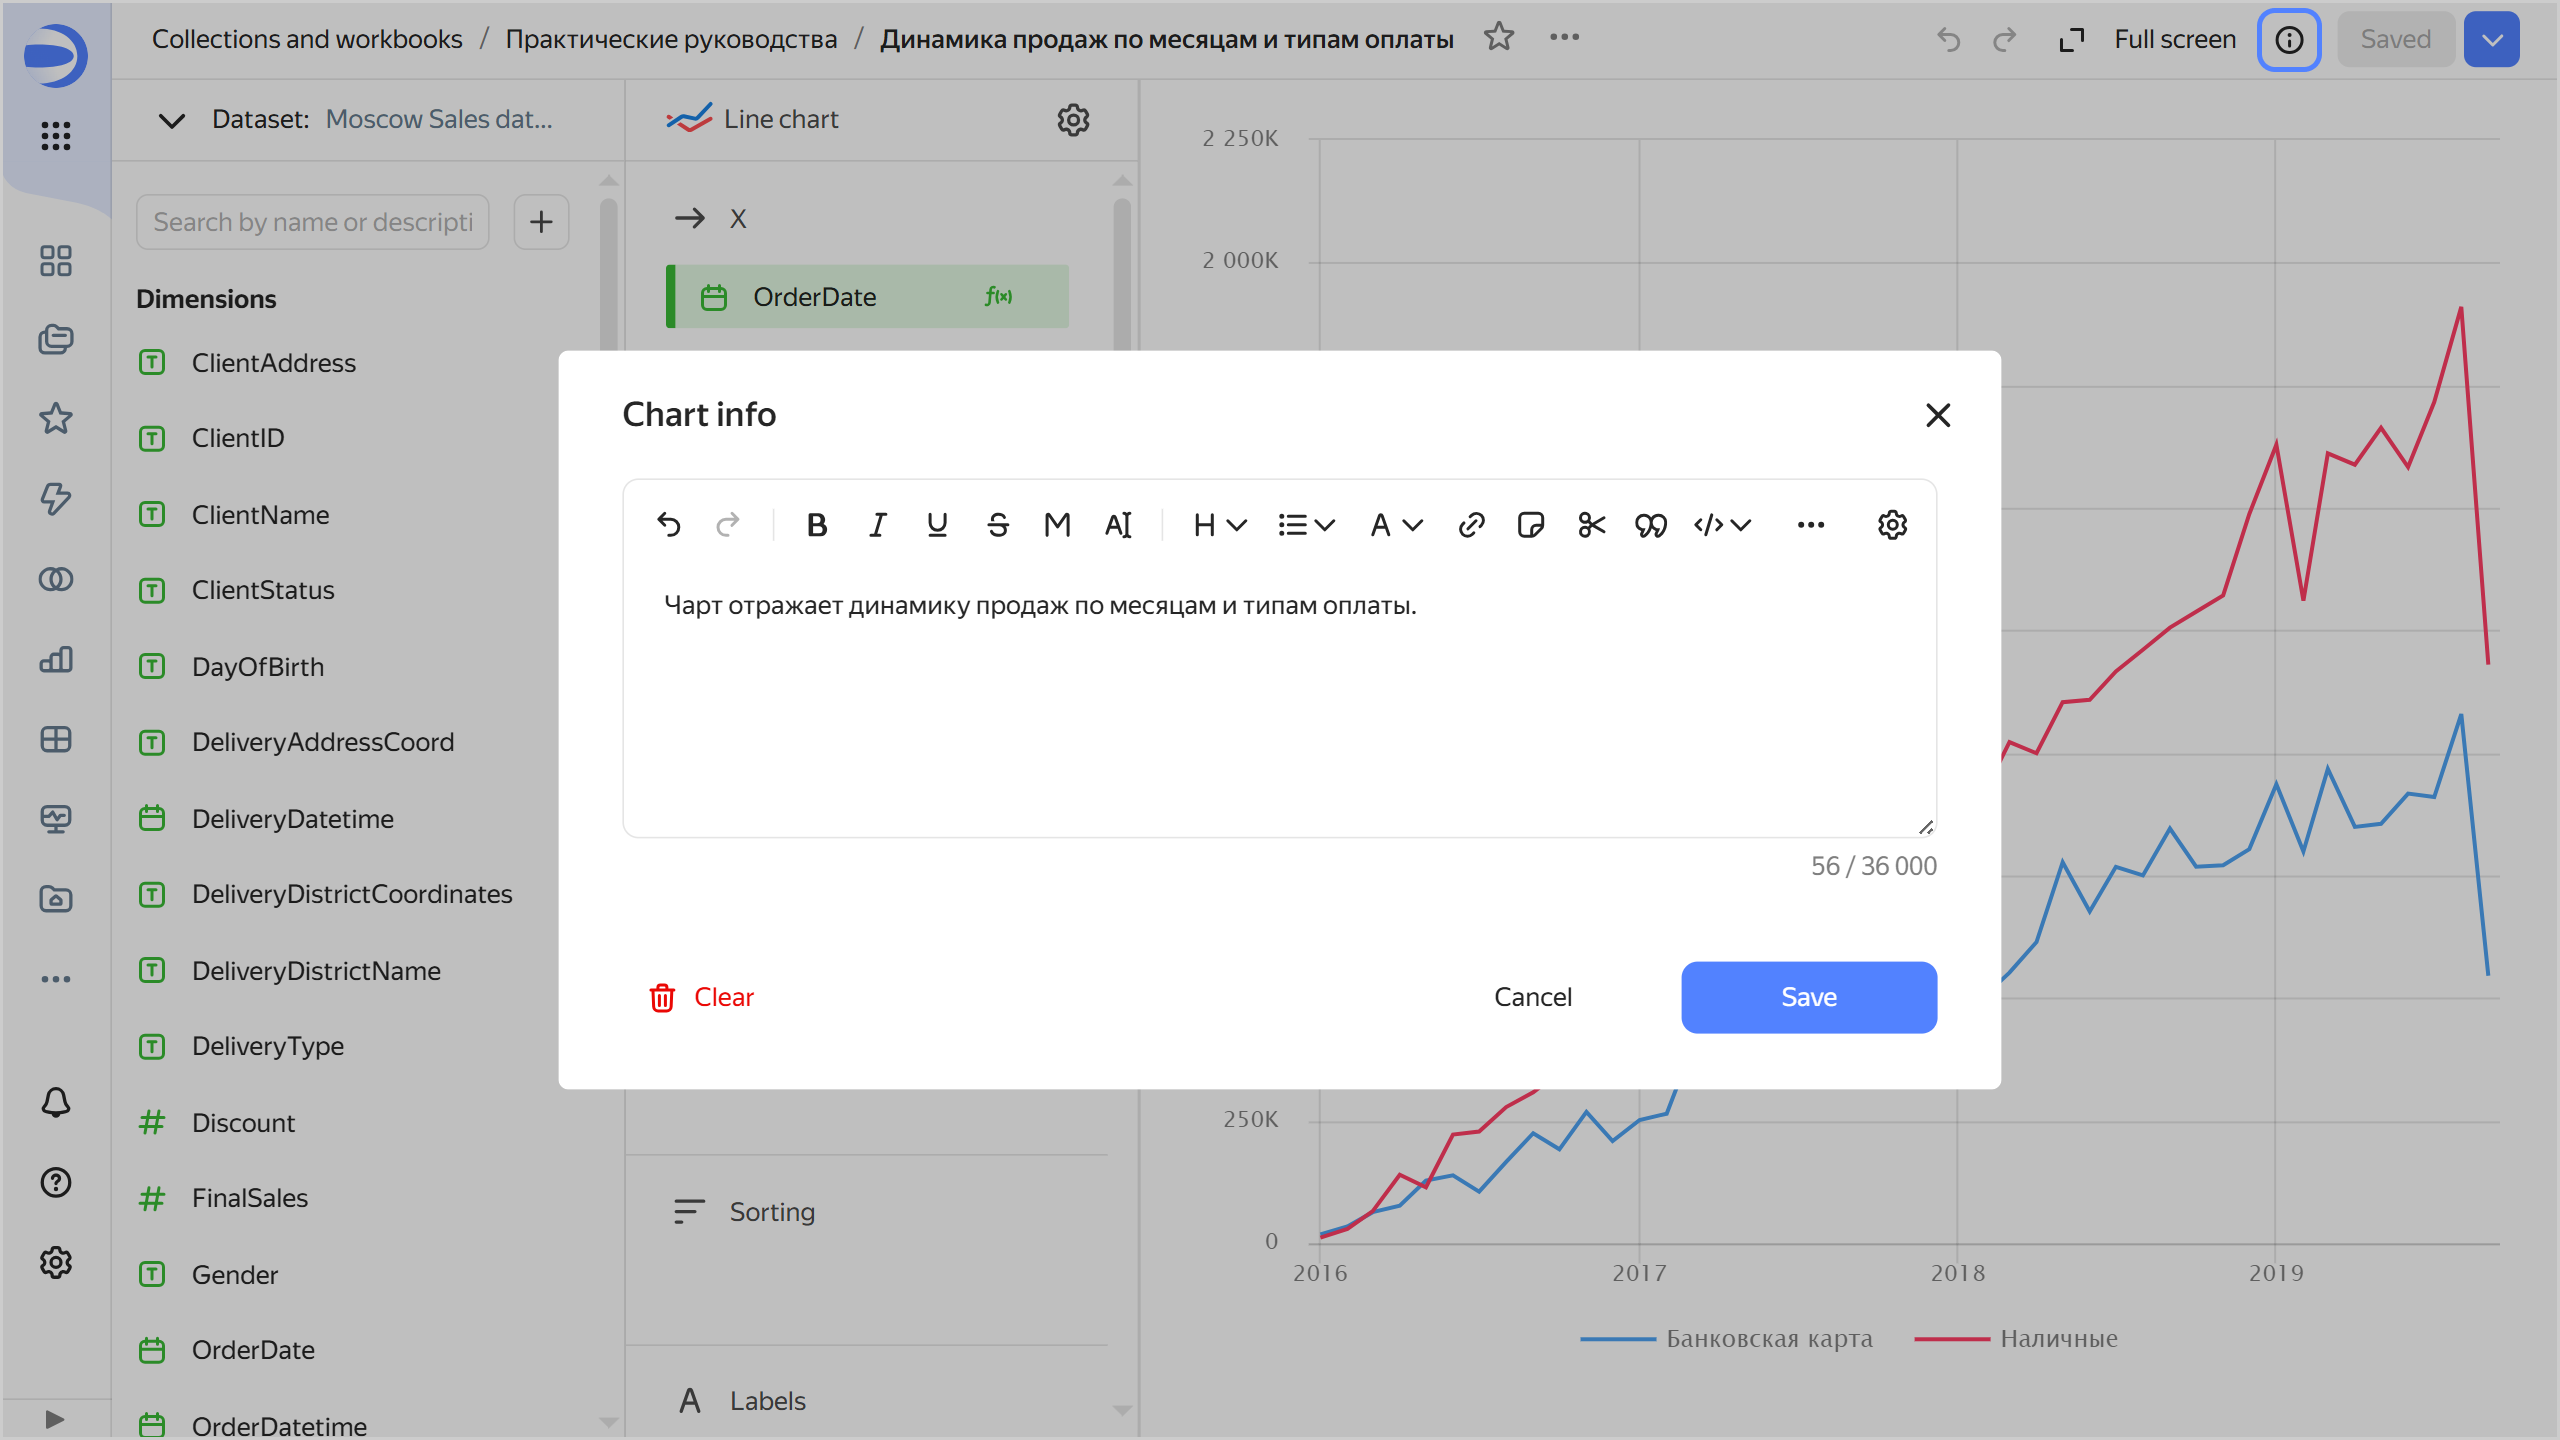 Collections and workbooks / Практические руководства / Динамика продаж по месяцам и типам оплаты
Full screen
Saved
Dataset: Moscow Sales dat...
Line chart
Search by name or descripti
X
OrderDate
Dimensions
ClientAddress
ClientID
ClientName
ClientStatus
DayOfBirth
DeliveryAddressCoord
DeliveryDatetime
DeliveryDistrictCoordinates
DeliveryDistrictName
DeliveryType
Discount
FinalSales
Gender
OrderDate
OrderDatetime
Sorting
Labels
Chart info
Чарт отражает динамику продаж по месяцам и типам оплаты.
56 / 36 000
Clear
Cancel
Save
2 250K
2 000K
250K
0
2016
2017
2018
2019
Банковская карта
Наличные